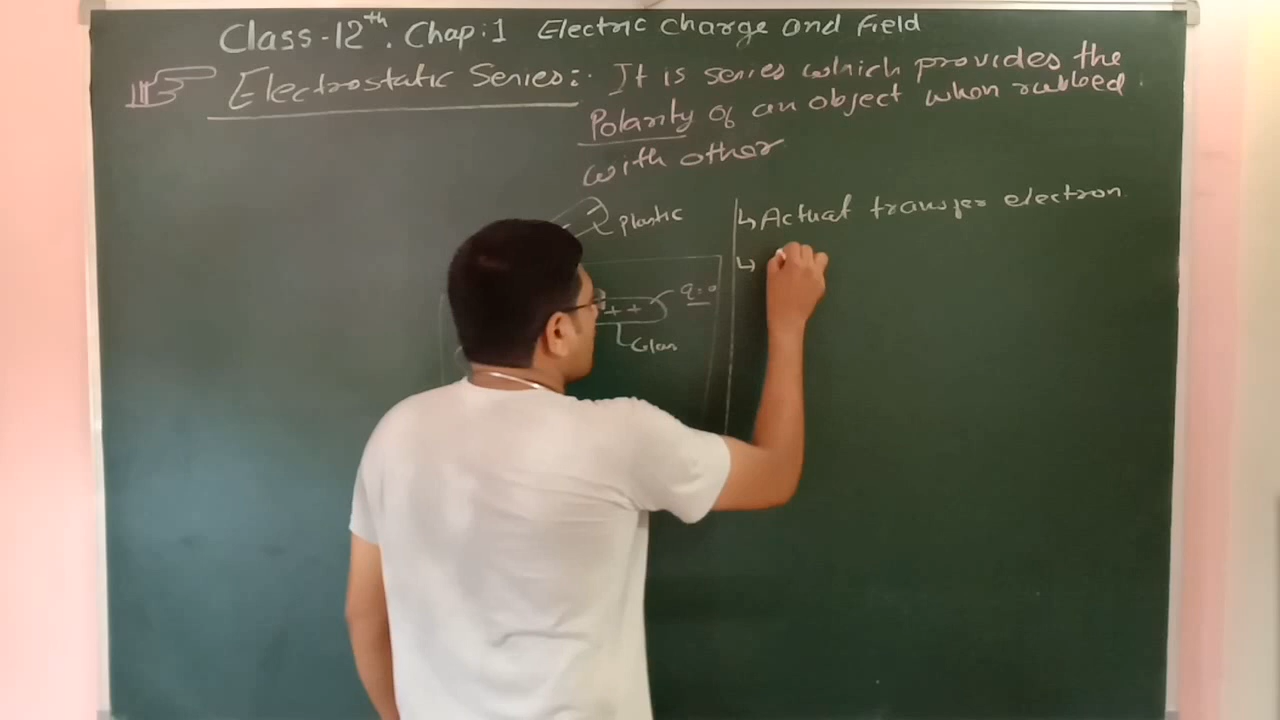 Class-12th. Chap:1 Electric Charge and Field
Electrostatic Series:- It is series which provides the
Polarity of an object when rubbed
with other
plastic
++
q=0
Glass
↳ Actual transfer electron
↳